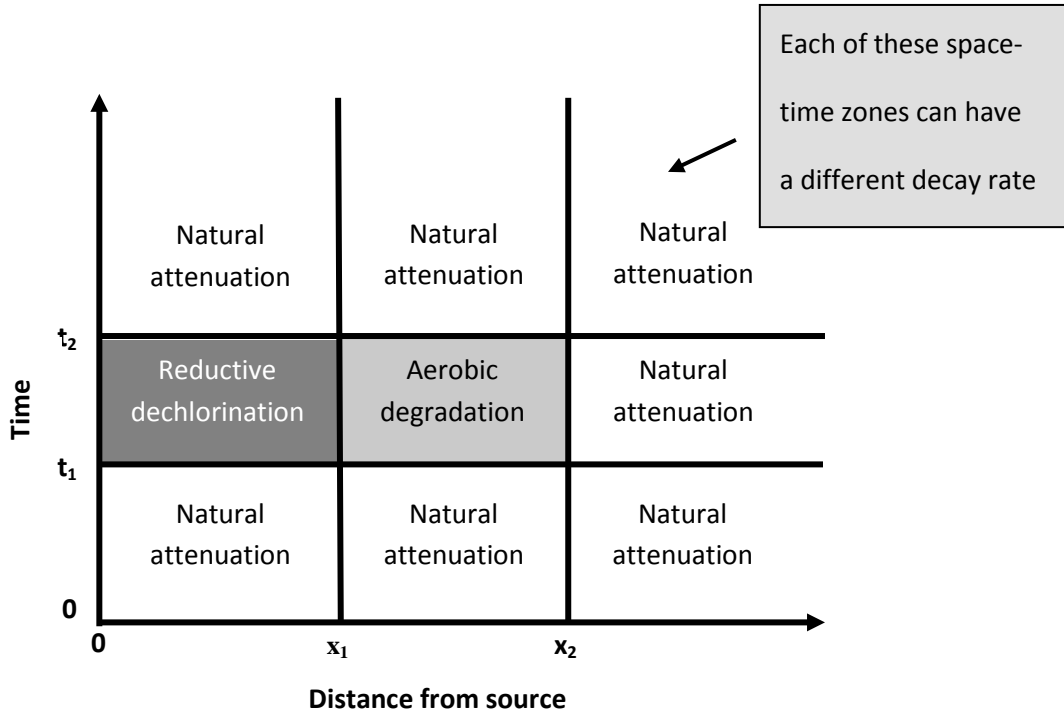 Each of these space-
time zones can have
a different decay rate
Natural
attenuation
Natural
attenuation
Natural
attenuation
t2
Reductive
dechlorination
Aerobic
degradation
Natural
attenuation
Time
t1
Natural
attenuation
Natural
attenuation
Natural
attenuation
0
0
x1
x2
Distance from source